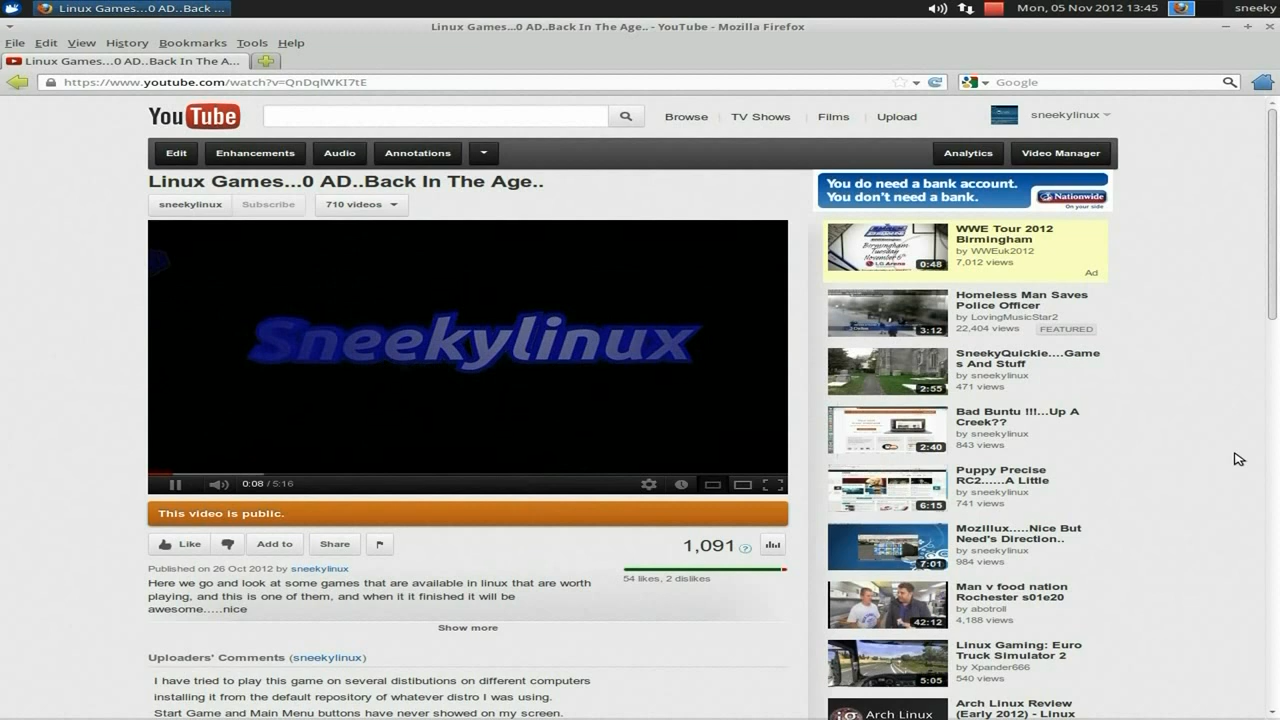 Linux Games...0 AD..Back ...
Mon, 05 Nov 2012 13:45
sneeky
Linux Games...0 AD..Back In The Age.. - YouTube - Mozilla Firefox
File Edit View History Bookmarks Tools Help
Linux Games...0 AD..Back In The A...
https://www.youtube.com/watch?v=QnDqlWKI7tE
Google
YouTube
Browse TV Shows Films Upload
sneekylinux
Edit Enhancements Audio Annotations
Analytics Video Manager
Linux Games...0 AD..Back In The Age..
sneekylinux Subscribe 710 videos
Sneekylinux
0:08 / 5:16
This video is public.
Like Add to Share
1,091
Published on 26 Oct 2012 by sneekylinux
54 likes, 2 dislikes
Here we go and look at some games that are available in linux that are worth
playing, and this is one of them, and when it it finished it will be
awesome.....nice
Show more
Uploaders' Comments (sneekylinux)
I have tried to play this game on several distibutions on different computers
installing it from the default repository of whatever distro I was using.
Start Game and Main Menu buttons have never showed on my screen.
You do need a bank account.
You don't need a bank.
Nationwide
On your side
Birmingham
Tuesday
November 6th
LG Arena
0:48
WWE Tour 2012
Birmingham
by WWEuk2012
7,012 views
Ad
3:12
Homeless Man Saves
Police Officer
by LovingMusicStar2
22,404 views FEATURED
2:55
SneekyQuickie....Game
s And Stuff
by sneekylinux
471 views
2:40
Bad Buntu !!!...Up A
Creek??
by sneekylinux
843 views
6:15
Puppy Precise
RC2......A Little
by sneekylinux
741 views
7:01
Mozillux.....Nice But
Need's Direction..
by sneekylinux
984 views
42:12
Man v food nation
Rochester s01e20
by abotroll
4,188 views
5:05
Linux Gaming: Euro
Truck Simulator 2
by Xpander666
540 views
Arch Linux
Arch Linux Review
(Early 2012) - Linux